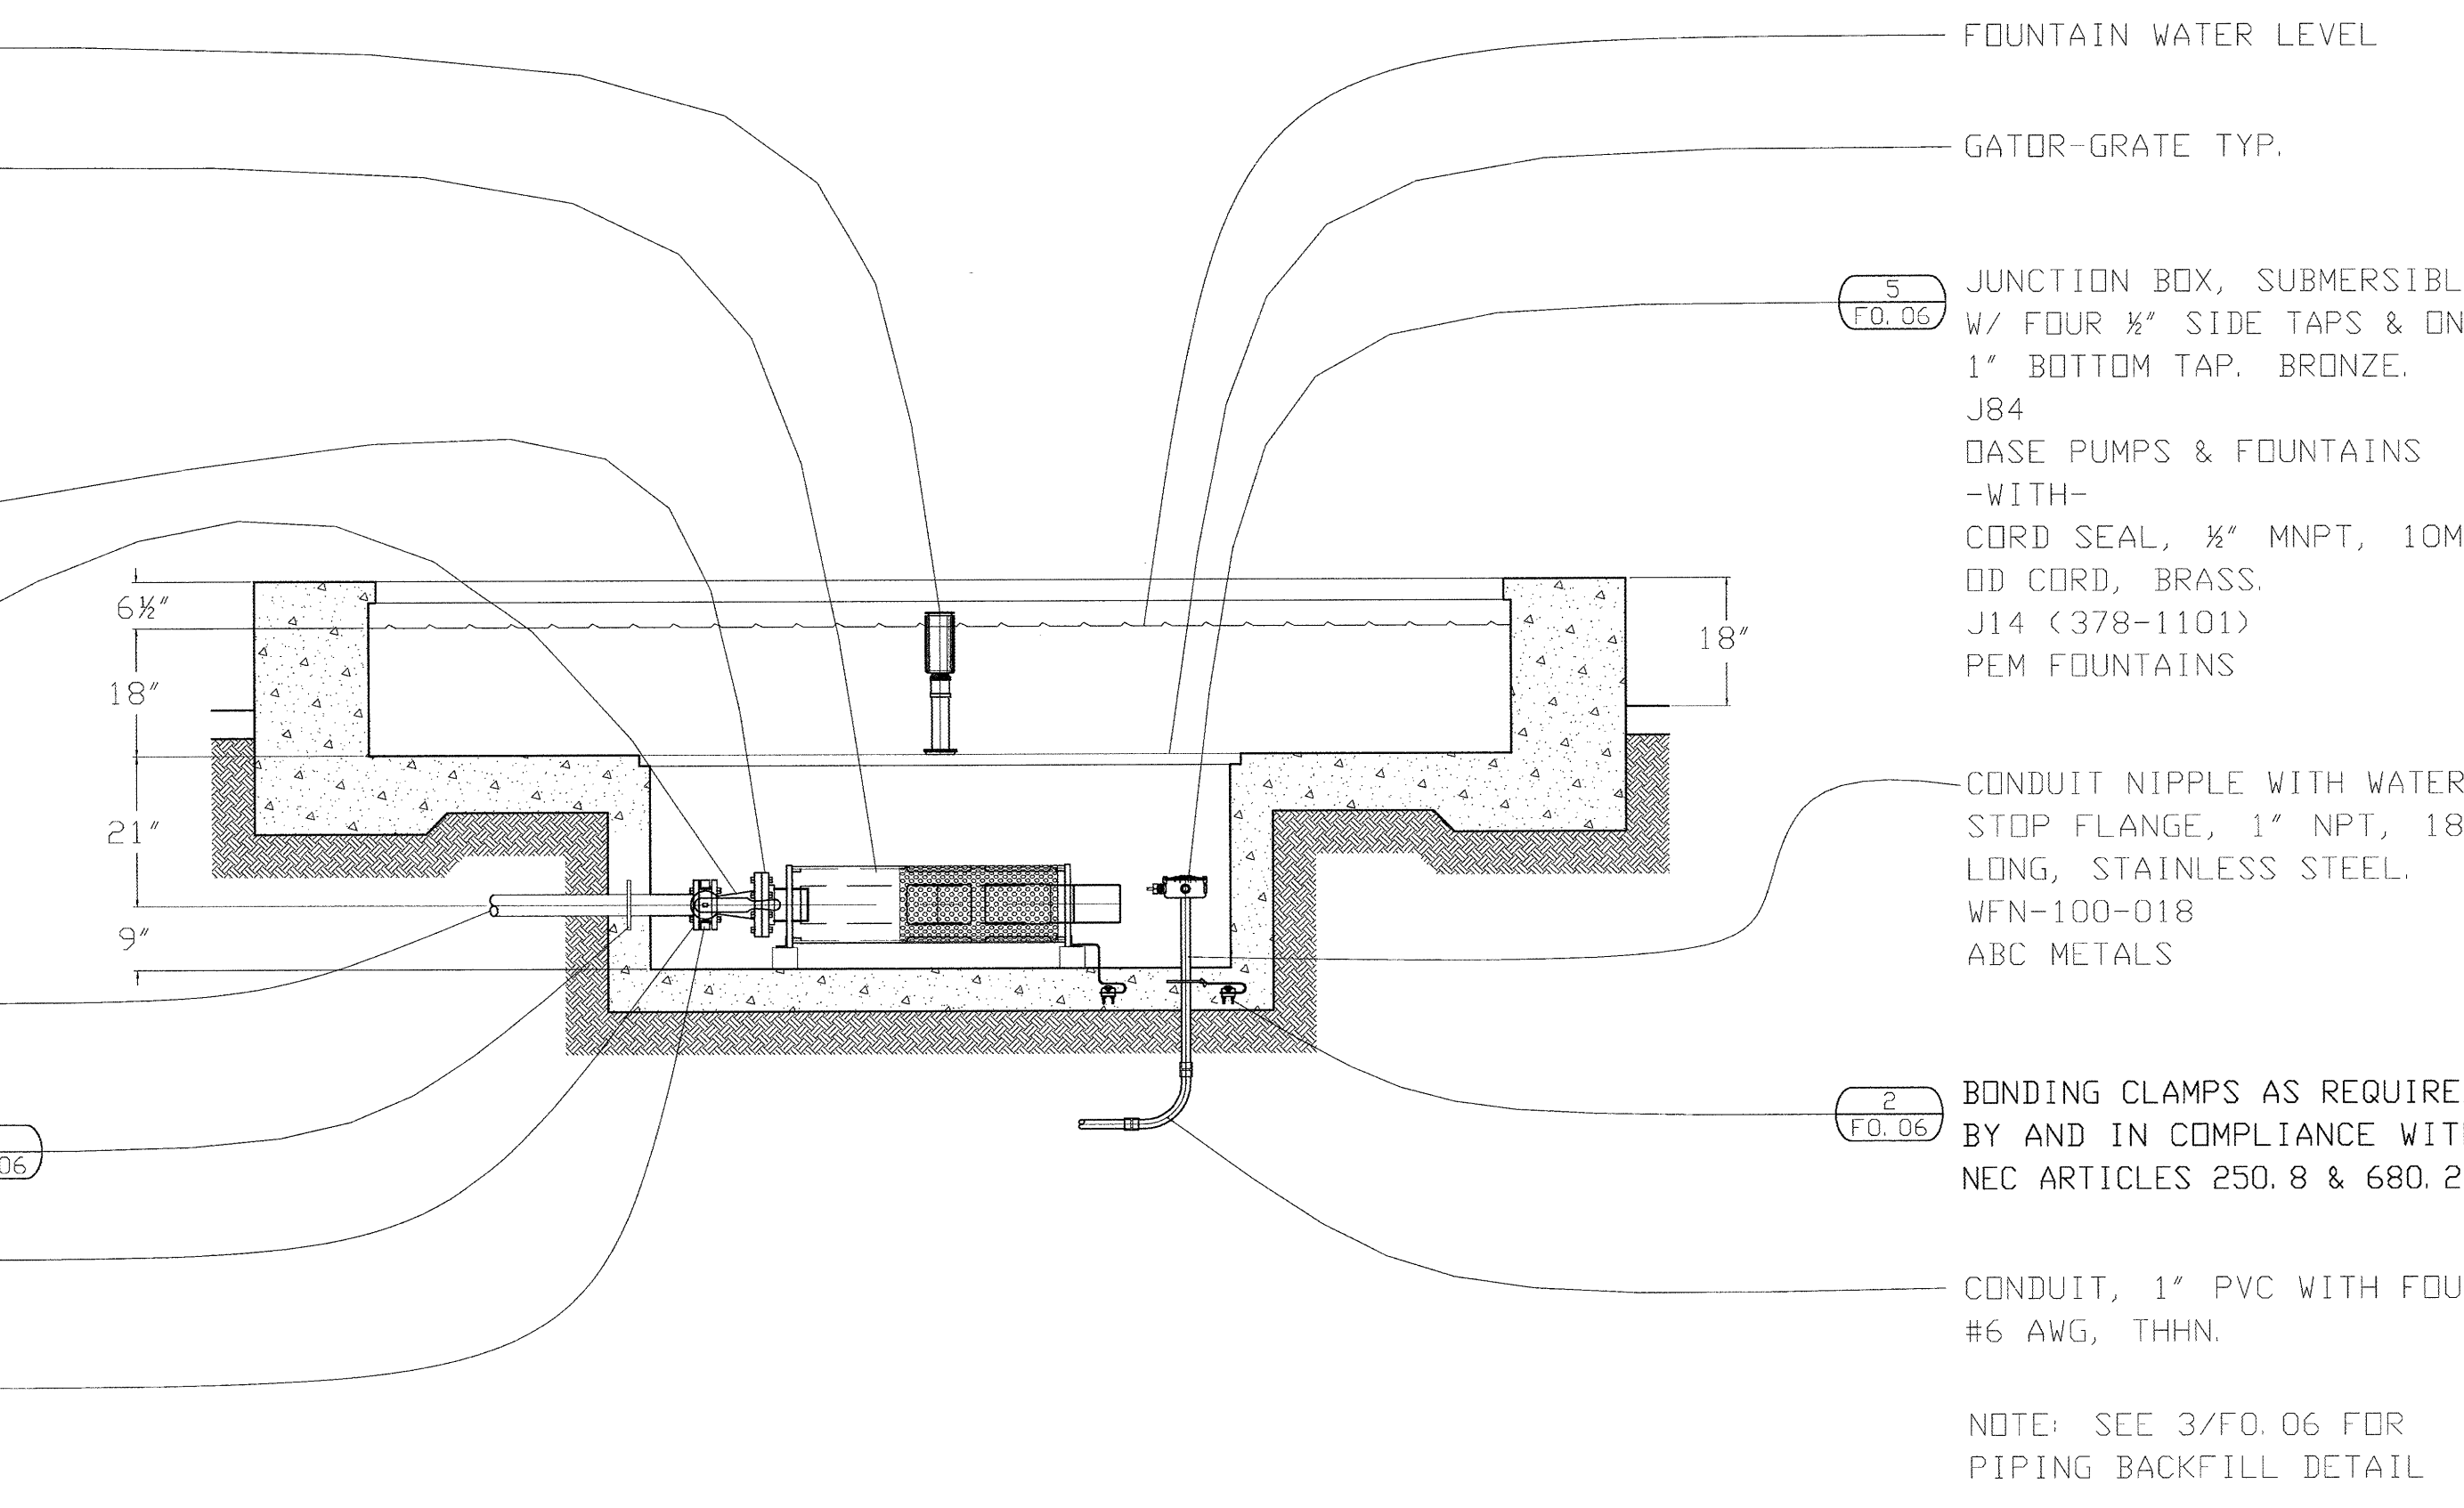 FOUNTAIN WATER LEVEL
GATOR-GRATE TYP.
5
F0.06
JUNCTION BOX, SUBMERSIBL
W/ FOUR ½" SIDE TAPS & ON
1" BOTTOM TAP. BRONZE.
J84
OASE PUMPS & FOUNTAINS
-WITH-
CORD SEAL, ½" MNPT, 10M
OD CORD, BRASS.
J14 (378-1101)
PEM FOUNTAINS
6½"
18"
21"
9"
18"
CONDUIT NIPPLE WITH WATER
STOP FLANGE, 1" NPT, 18
LONG, STAINLESS STEEL.
WFN-100-018
ABC METALS
06
2
F0.06
BONDING CLAMPS AS REQUIRE
BY AND IN COMPLIANCE WIT
NEC ARTICLES 250.8 & 680.2
CONDUIT, 1" PVC WITH FOU
#6 AWG, THHN.
NOTE: SEE 3/F0.06 FOR
PIPING BACKFILL DETAIL